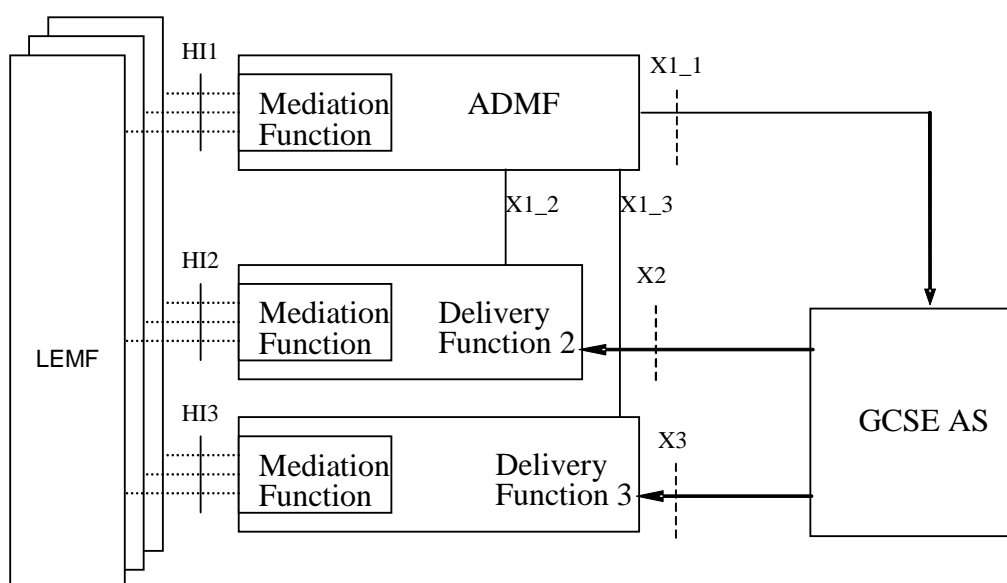 HI1
X1_1
Mediation
Function
ADMF
X1_2
X1_3
HI2
X2
Mediation
Function
Delivery
Function 2
LEMF
GCSE AS
HI3
X3
Mediation
Function
Delivery
Function 3